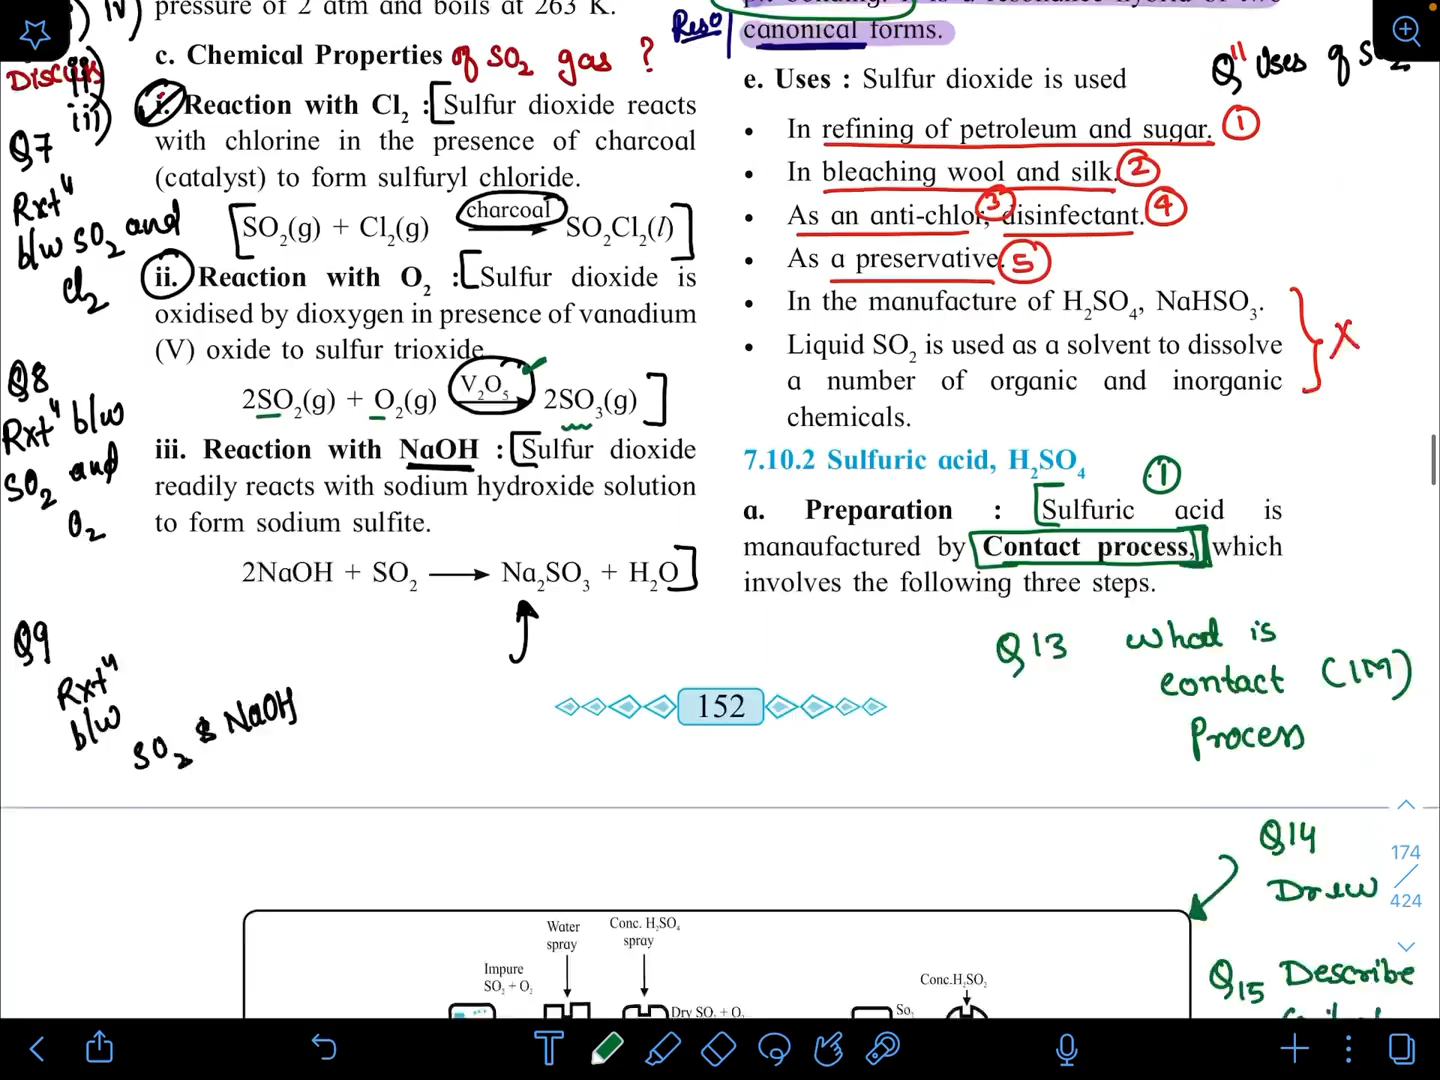 pressure of 2 atm and boils at 263 K.
c. Chemical Properties of SO₂ gas ?
Discuss
ii)
iii)
i. Reaction with Cl₂ : [Sulfur dioxide reacts
with chlorine in the presence of charcoal
(catalyst) to form sulfuryl chloride.
[SO₂(g) + Cl₂(g) charcoal SO₂Cl₂(l)]
Q7
Rxtⁿ
b/w SO₂ and
Cl₂
ii. Reaction with O₂ : [Sulfur dioxide is
oxidised by dioxygen in presence of vanadium
(V) oxide to sulfur trioxide
2SO₂(g) + O₂(g) V₂O₅ 2SO₃(g)]
Q8
Rxtⁿ b/w
SO₂ and
O₂
iii. Reaction with NaOH : [Sulfur dioxide
readily reacts with sodium hydroxide solution
to form sodium sulfite.
2NaOH + SO₂ ⟶ Na₂SO₃ + H₂O]
Q9
Rxtⁿ
b/w
SO₂ & NaOH
Reso
canonical forms.
Q11 Uses of SO₂
e. Uses : Sulfur dioxide is used
• In refining of petroleum and sugar. ①
• In bleaching wool and silk. ②
• As an anti-chlor, ③ disinfectant. ④
• As a preservative. ⑤
• In the manufacture of H₂SO₄, NaHSO₃.
• Liquid SO₂ is used as a solvent to dissolve
a number of organic and inorganic
chemicals.
X
7.10.2 Sulfuric acid, H₂SO₄
①
a. Preparation : [Sulfuric acid is
manaufactured by Contact process,] which
involves the following three steps.
Q13 What is
contact (1M)
Process
152
Q14
Draw
174
424
Q15 Describe
Water
spray
Conc. H₂SO₄
spray
Impure
SO₂ + O₂
Conc.H₂SO₂
T